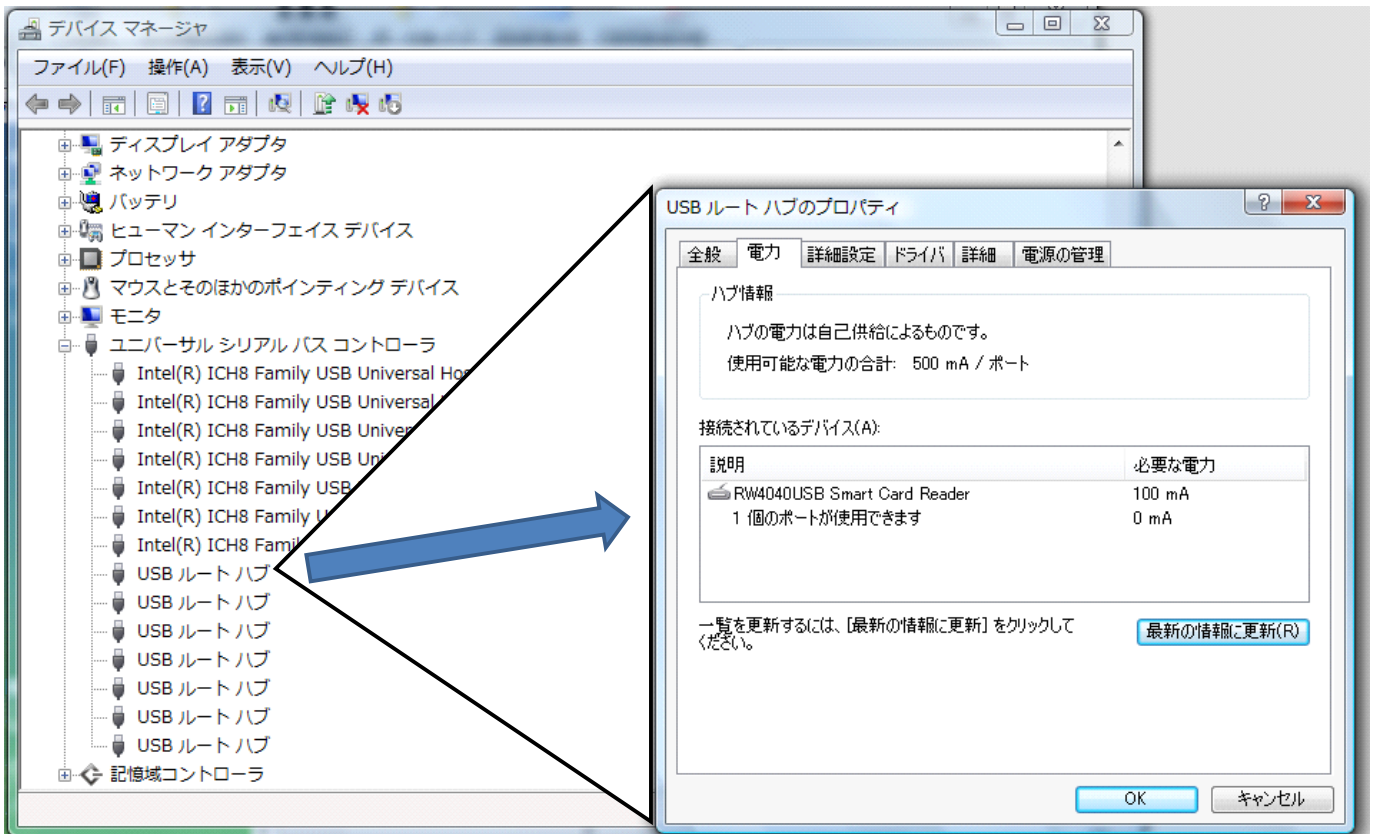 デバイス マネージャ
ファイル(F) 操作(A) 表示(V) ヘルプ(H)
ディスプレイ アダプタ
ネットワーク アダプタ
バッテリ
ヒューマン インターフェイス デバイス
プロセッサ
マウスとそのほかのポインティング デバイス
モニタ
ユニバーサル シリアル バス コントローラ
Intel(R) ICH8 Family USB Universal
Intel(R) ICH8 Family USB Universal
Intel(R) ICH8 Family USB
Intel(R) ICH8 Family USB
Intel(R) ICH8 Family USB
Intel(R) ICH8 Family
Intel(R) ICH8
USB ルート ハブ
USB ルート ハブ
USB ルート ハブ
USB ルート ハブ
USB ルート ハブ
USB ルート ハブ
USB ルート ハブ
記憶域コントローラ
USB ルート ハブのプロパティ
全般 電力 詳細設定 ドライバ 詳細 電源の管理
ハブ情報
ハブの電力は自己供給によるものです。
使用可能な電力の合計: 500 mA / ポート
接続されているデバイス(A):
説明 必要な電力
RW4040USB Smart Card Reader 100 mA
1 個のポートが使用できます 0 mA
一覧を更新するには、[最新の情報に更新] をクリックして
ください。
最新の情報に更新(R)
OK キャンセル